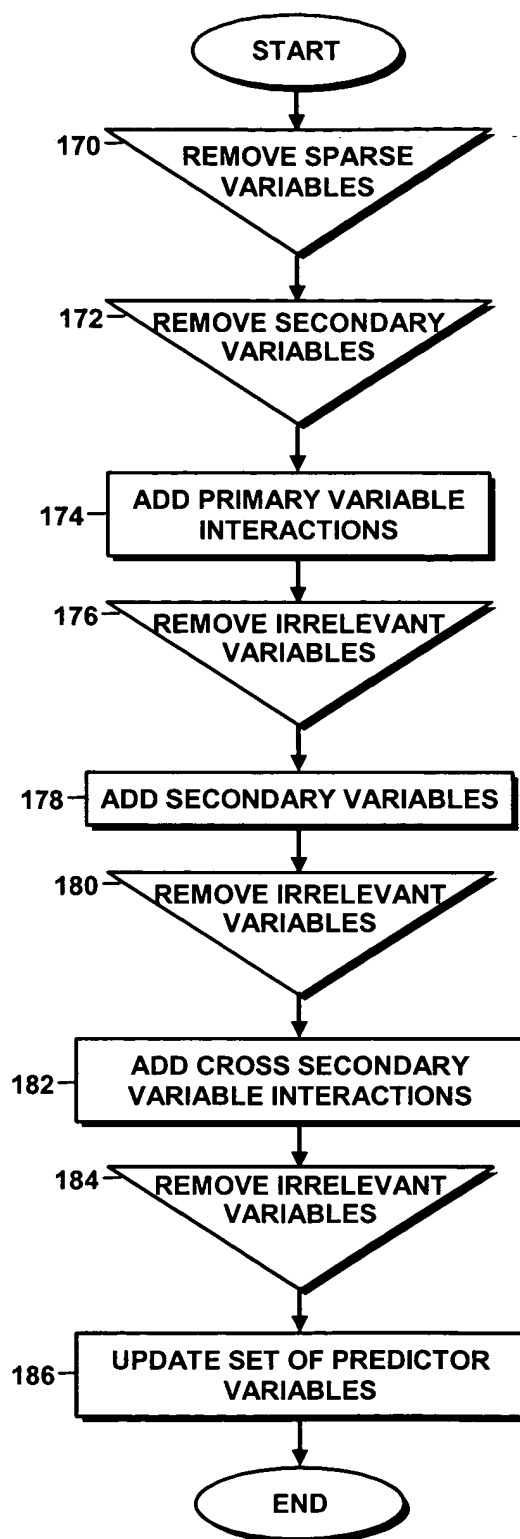 START
170
REMOVE SPARSE
VARIABLES
172
REMOVE SECONDARY
VARIABLES
174
ADD PRIMARY VARIABLE
INTERACTIONS
176
REMOVE IRRELEVANT
VARIABLES
178
ADD SECONDARY VARIABLES
180
REMOVE IRRELEVANT
VARIABLES
182
ADD CROSS SECONDARY
VARIABLE INTERACTIONS
184
REMOVE IRRELEVANT
VARIABLES
186
UPDATE SET OF PREDICTOR
VARIABLES
END